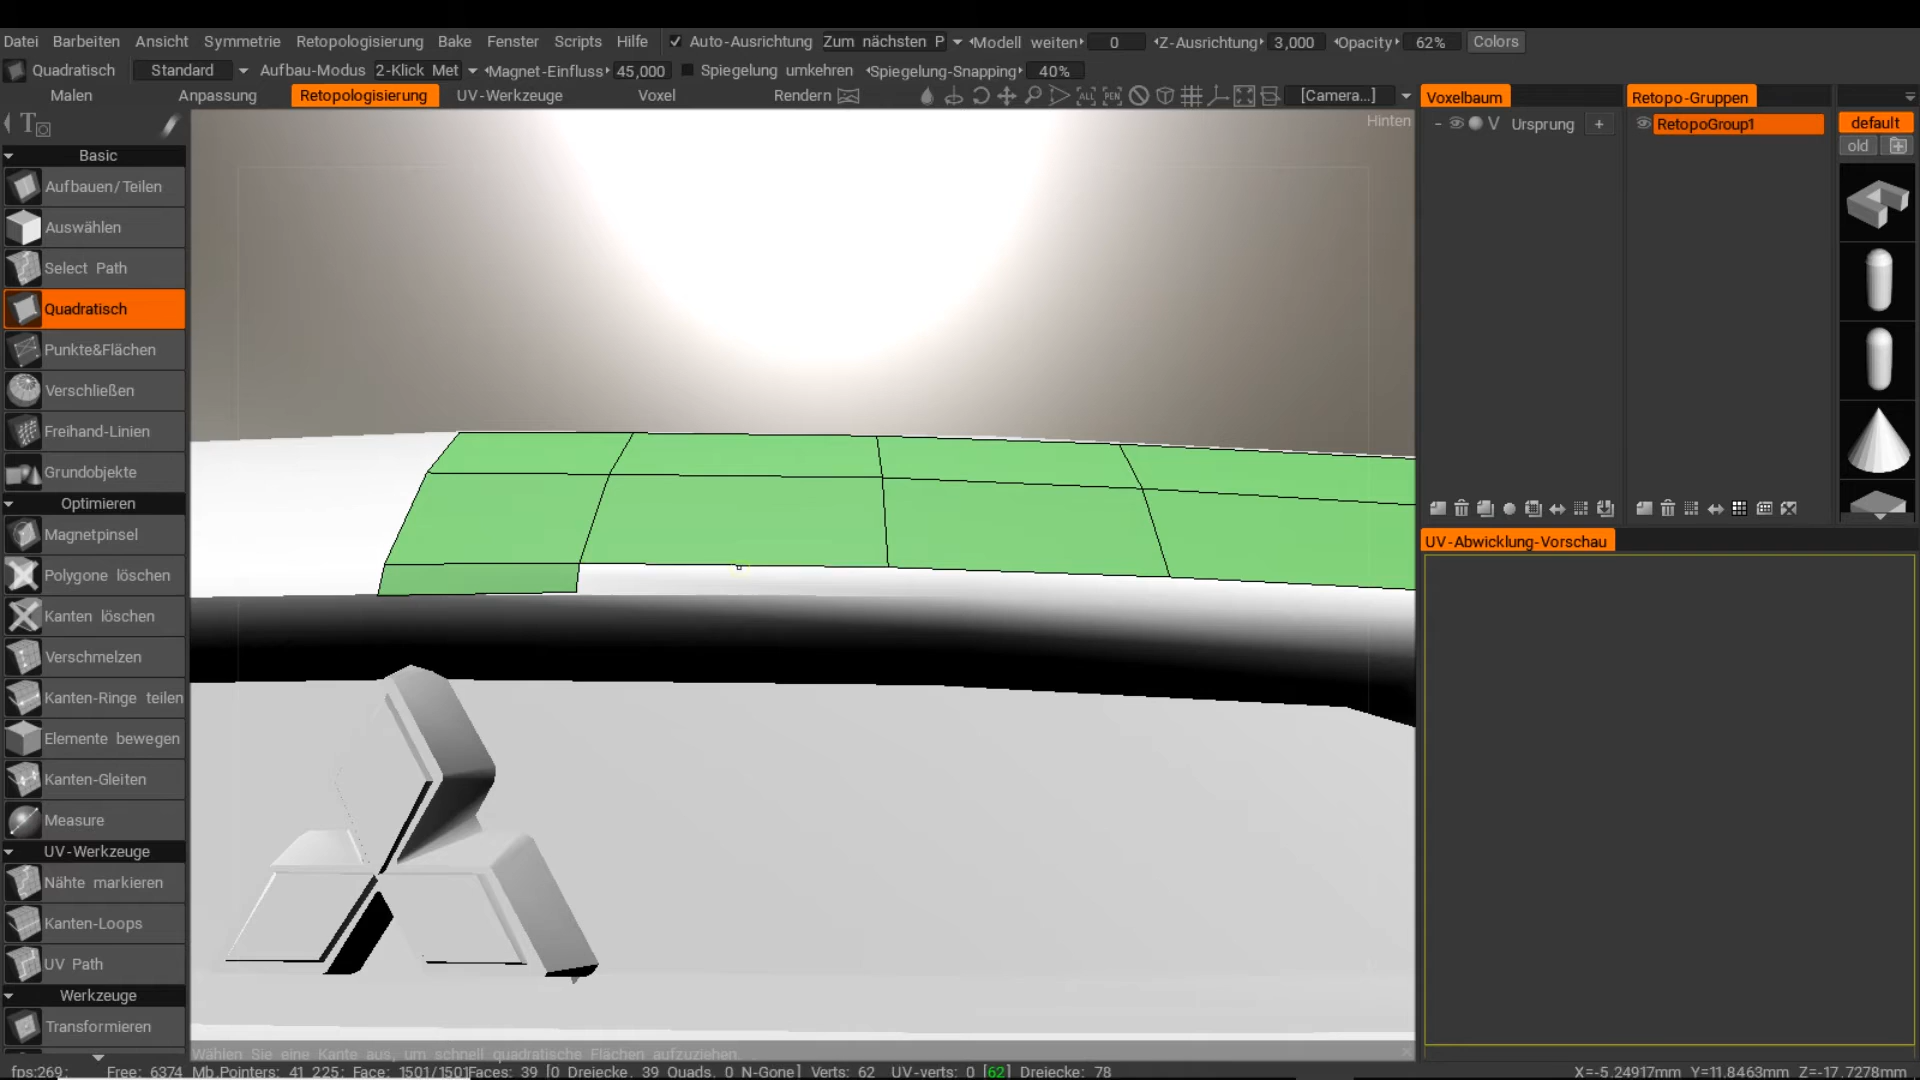 Datei Bearbeiten Ansicht Symmetrie Retopologisierung Bake Fenster Scripts Hilfe Auto-Ausrichtung Zum nächsten P Modell weiten 0 Z-Ausrichtung 3,000 Opacity 62% Colors
Quadratisch Standard Aufbau-Modus 2-Klick Met Magnet-Einfluss 45,000 Spiegelung umkehren Spiegelung-Snapping 40%
Malen Anpassung Retopologisierung UV-Werkzeuge Voxel Rendern ALL PEN [Camera...] Voxelbaum Retopo-Gruppen
Hinten
V Ursprung +
RetopoGroup1
default
old
Basic
Aufbauen/Teilen
Auswählen
Select Path
Quadratisch
Punkte&Flächen
Verschließen
Freihand-Linien
Grundobjekte
Optimieren
Magnetpinsel
Polygone löschen
Kanten löschen
Verschmelzen
Kanten-Ringe teilen
Elemente bewegen
Kanten-Gleiten
Measure
UV-Werkzeuge
Nähte markieren
Kanten-Loops
UV Path
Werkzeuge
Transformieren
UV-Abwicklung-Vorschau
Wählen Sie eine Kante aus, um schnell quadratische Flächen aufzuziehen.
fps:269; Free: 6374 Mb.Pointers: 41 225; Face: 1501/1501Faces: 39 [0 Dreiecke, 39 Quads, 0 N-Gone] Verts: 62 UV-verts: 0 [62] Dreiecke: 78 X=-5.24917mm Y=11.8463mm Z=-17.7278mm